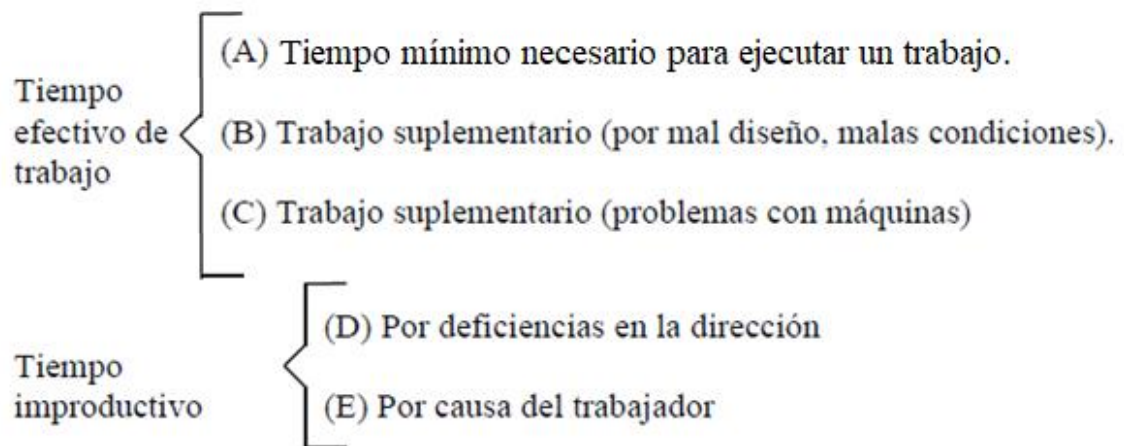 Tiempo
efectivo de
trabajo
(A) Tiempo mínimo necesario para ejecutar un trabajo.
(B) Trabajo suplementario (por mal diseño, malas condiciones).
(C) Trabajo suplementario (problemas con máquinas)
Tiempo
improductivo
(D) Por deficiencias en la dirección
(E) Por causa del trabajador